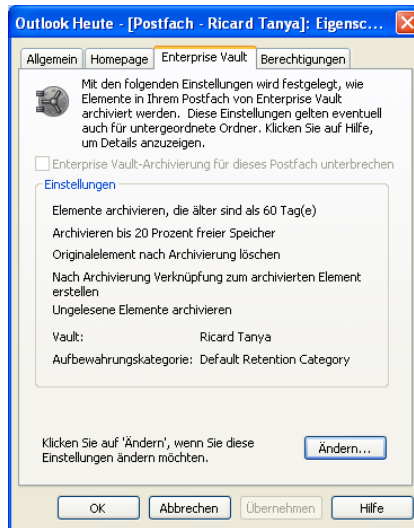 Outlook Heute - [Postfach - Ricard Tanya]: Eigensc...
Allgemein Homepage Enterprise Vault Berechtigungen
Mit den folgenden Einstellungen wird festgelegt, wie
Elemente in Ihrem Postfach von Enterprise Vault
archiviert werden. Diese Einstellungen gelten eventuell
auch für untergeordnete Ordner. Klicken Sie auf Hilfe,
um Details anzuzeigen.
Enterprise Vault-Archivierung für dieses Postfach unterbrechen
Einstellungen
Elemente archivieren, die älter sind als 60 Tag(e)
Archivieren bis 20 Prozent freier Speicher
Originalelement nach Archivierung löschen
Nach Archivierung Verknüpfung zum archivierten Element
erstellen
Ungelesene Elemente archivieren
Vault: Ricard Tanya
Aufbewahrungskategorie: Default Retention Category
Klicken Sie auf 'Ändern', wenn Sie diese
Einstellungen ändern möchten.
Ändern...
OK Abbrechen Übernehmen Hilfe